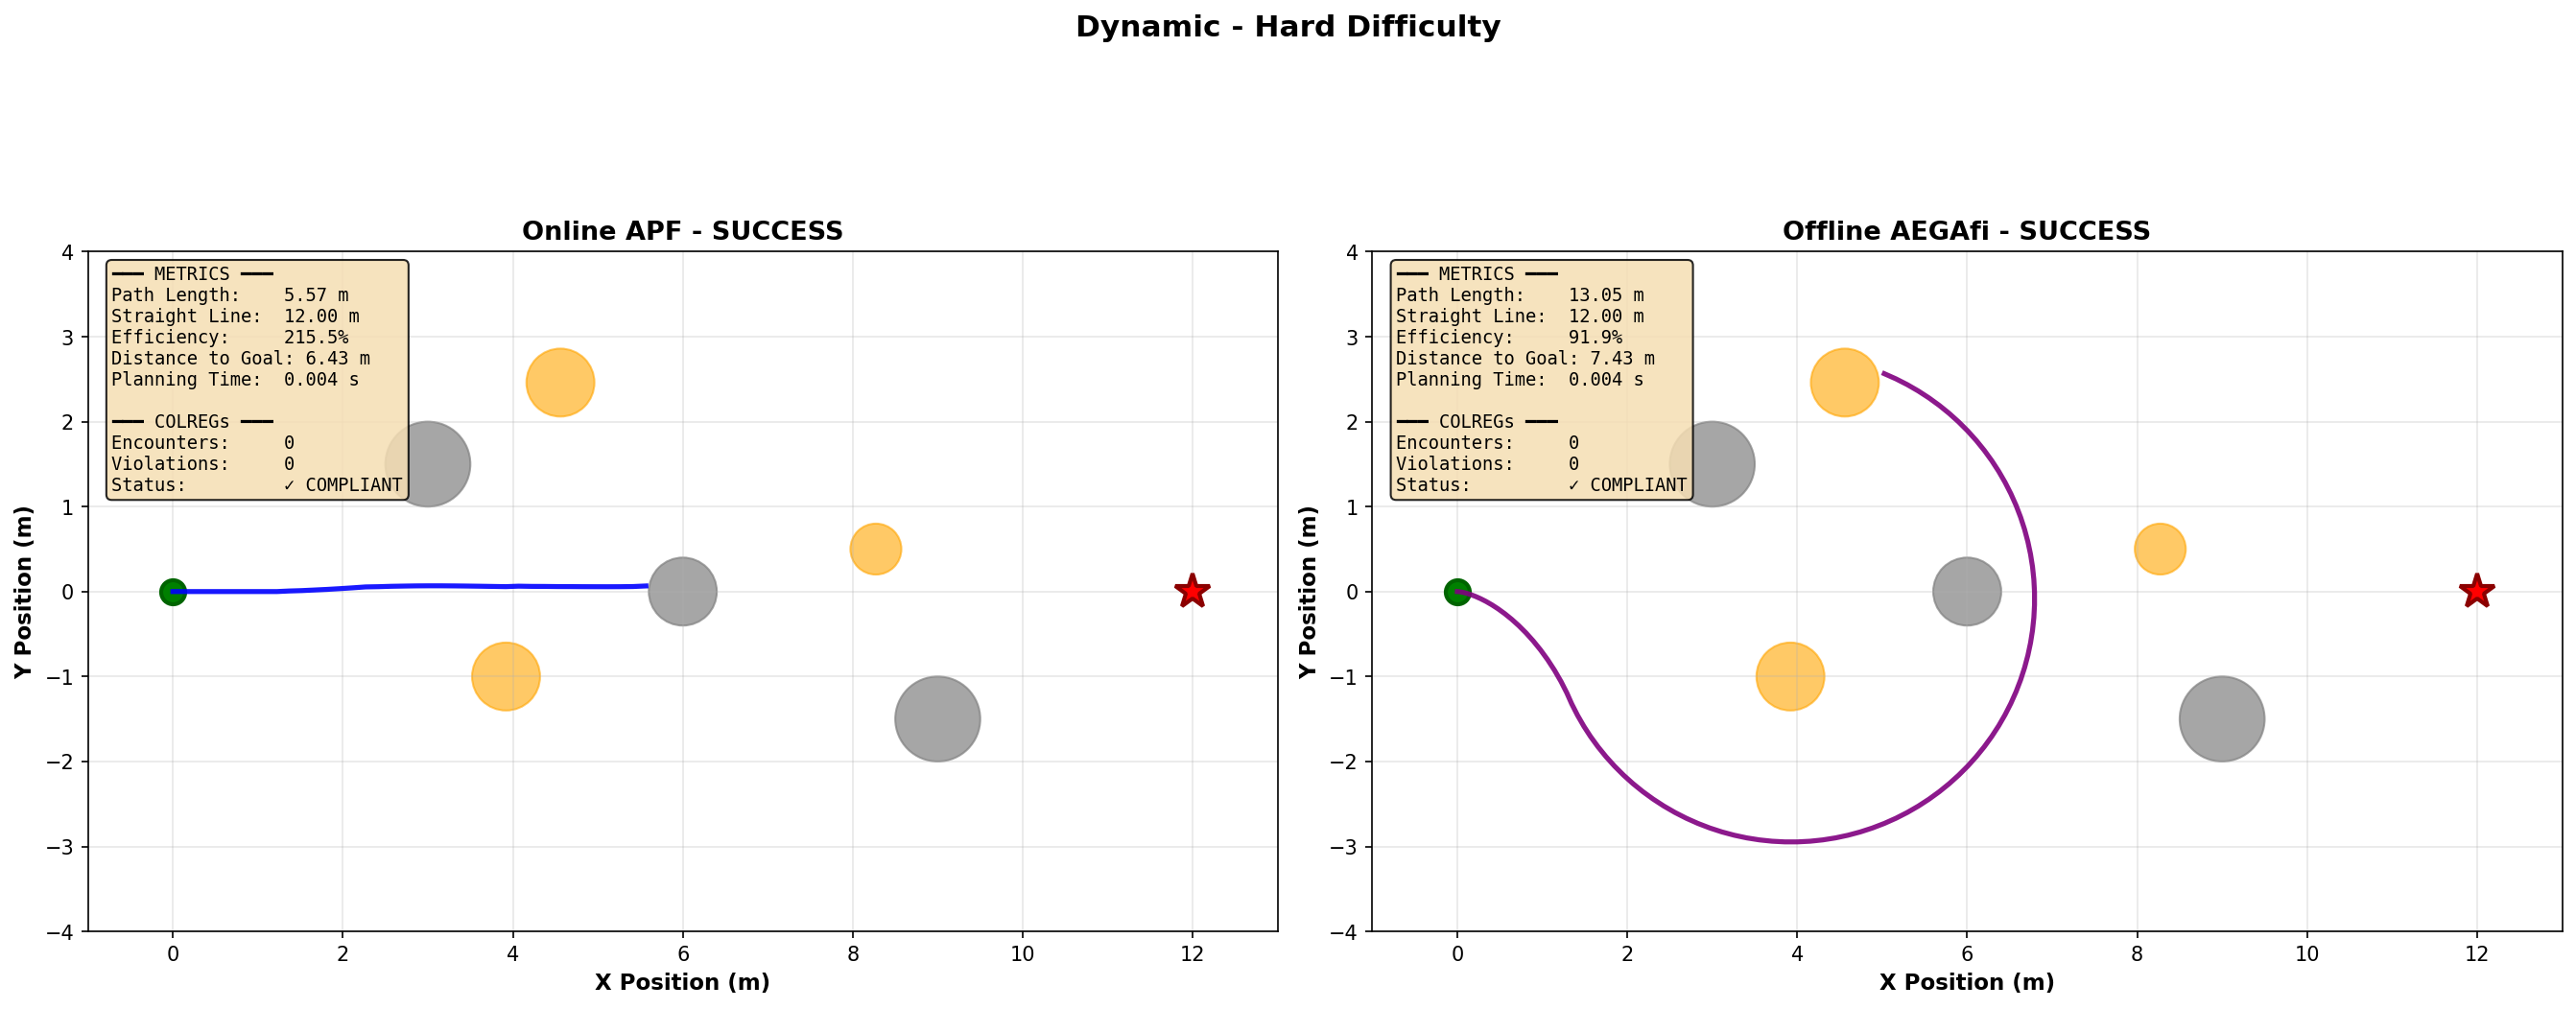 Dynamic - Hard Difficulty
Online APF - SUCCESS
━━━ METRICS ━━━
Path Length: 5.57 m
Straight Line: 12.00 m
Efficiency: 215.5%
Distance to Goal: 6.43 m
Planning Time: 0.004 s
━━━ COLREGs ━━━
Encounters: 0
Violations: 0
Status: ✓ COMPLIANT
4
3
2
1
0
−1
−2
−3
−4
Y Position (m)
0 2 4 6 8 10 12
X Position (m)
Offline AEGAfi - SUCCESS
━━━ METRICS ━━━
Path Length: 13.05 m
Straight Line: 12.00 m
Efficiency: 91.9%
Distance to Goal: 7.43 m
Planning Time: 0.004 s
━━━ COLREGs ━━━
Encounters: 0
Violations: 0
Status: ✓ COMPLIANT
4
3
2
1
0
−1
−2
−3
−4
Y Position (m)
0 2 4 6 8 10 12
X Position (m)